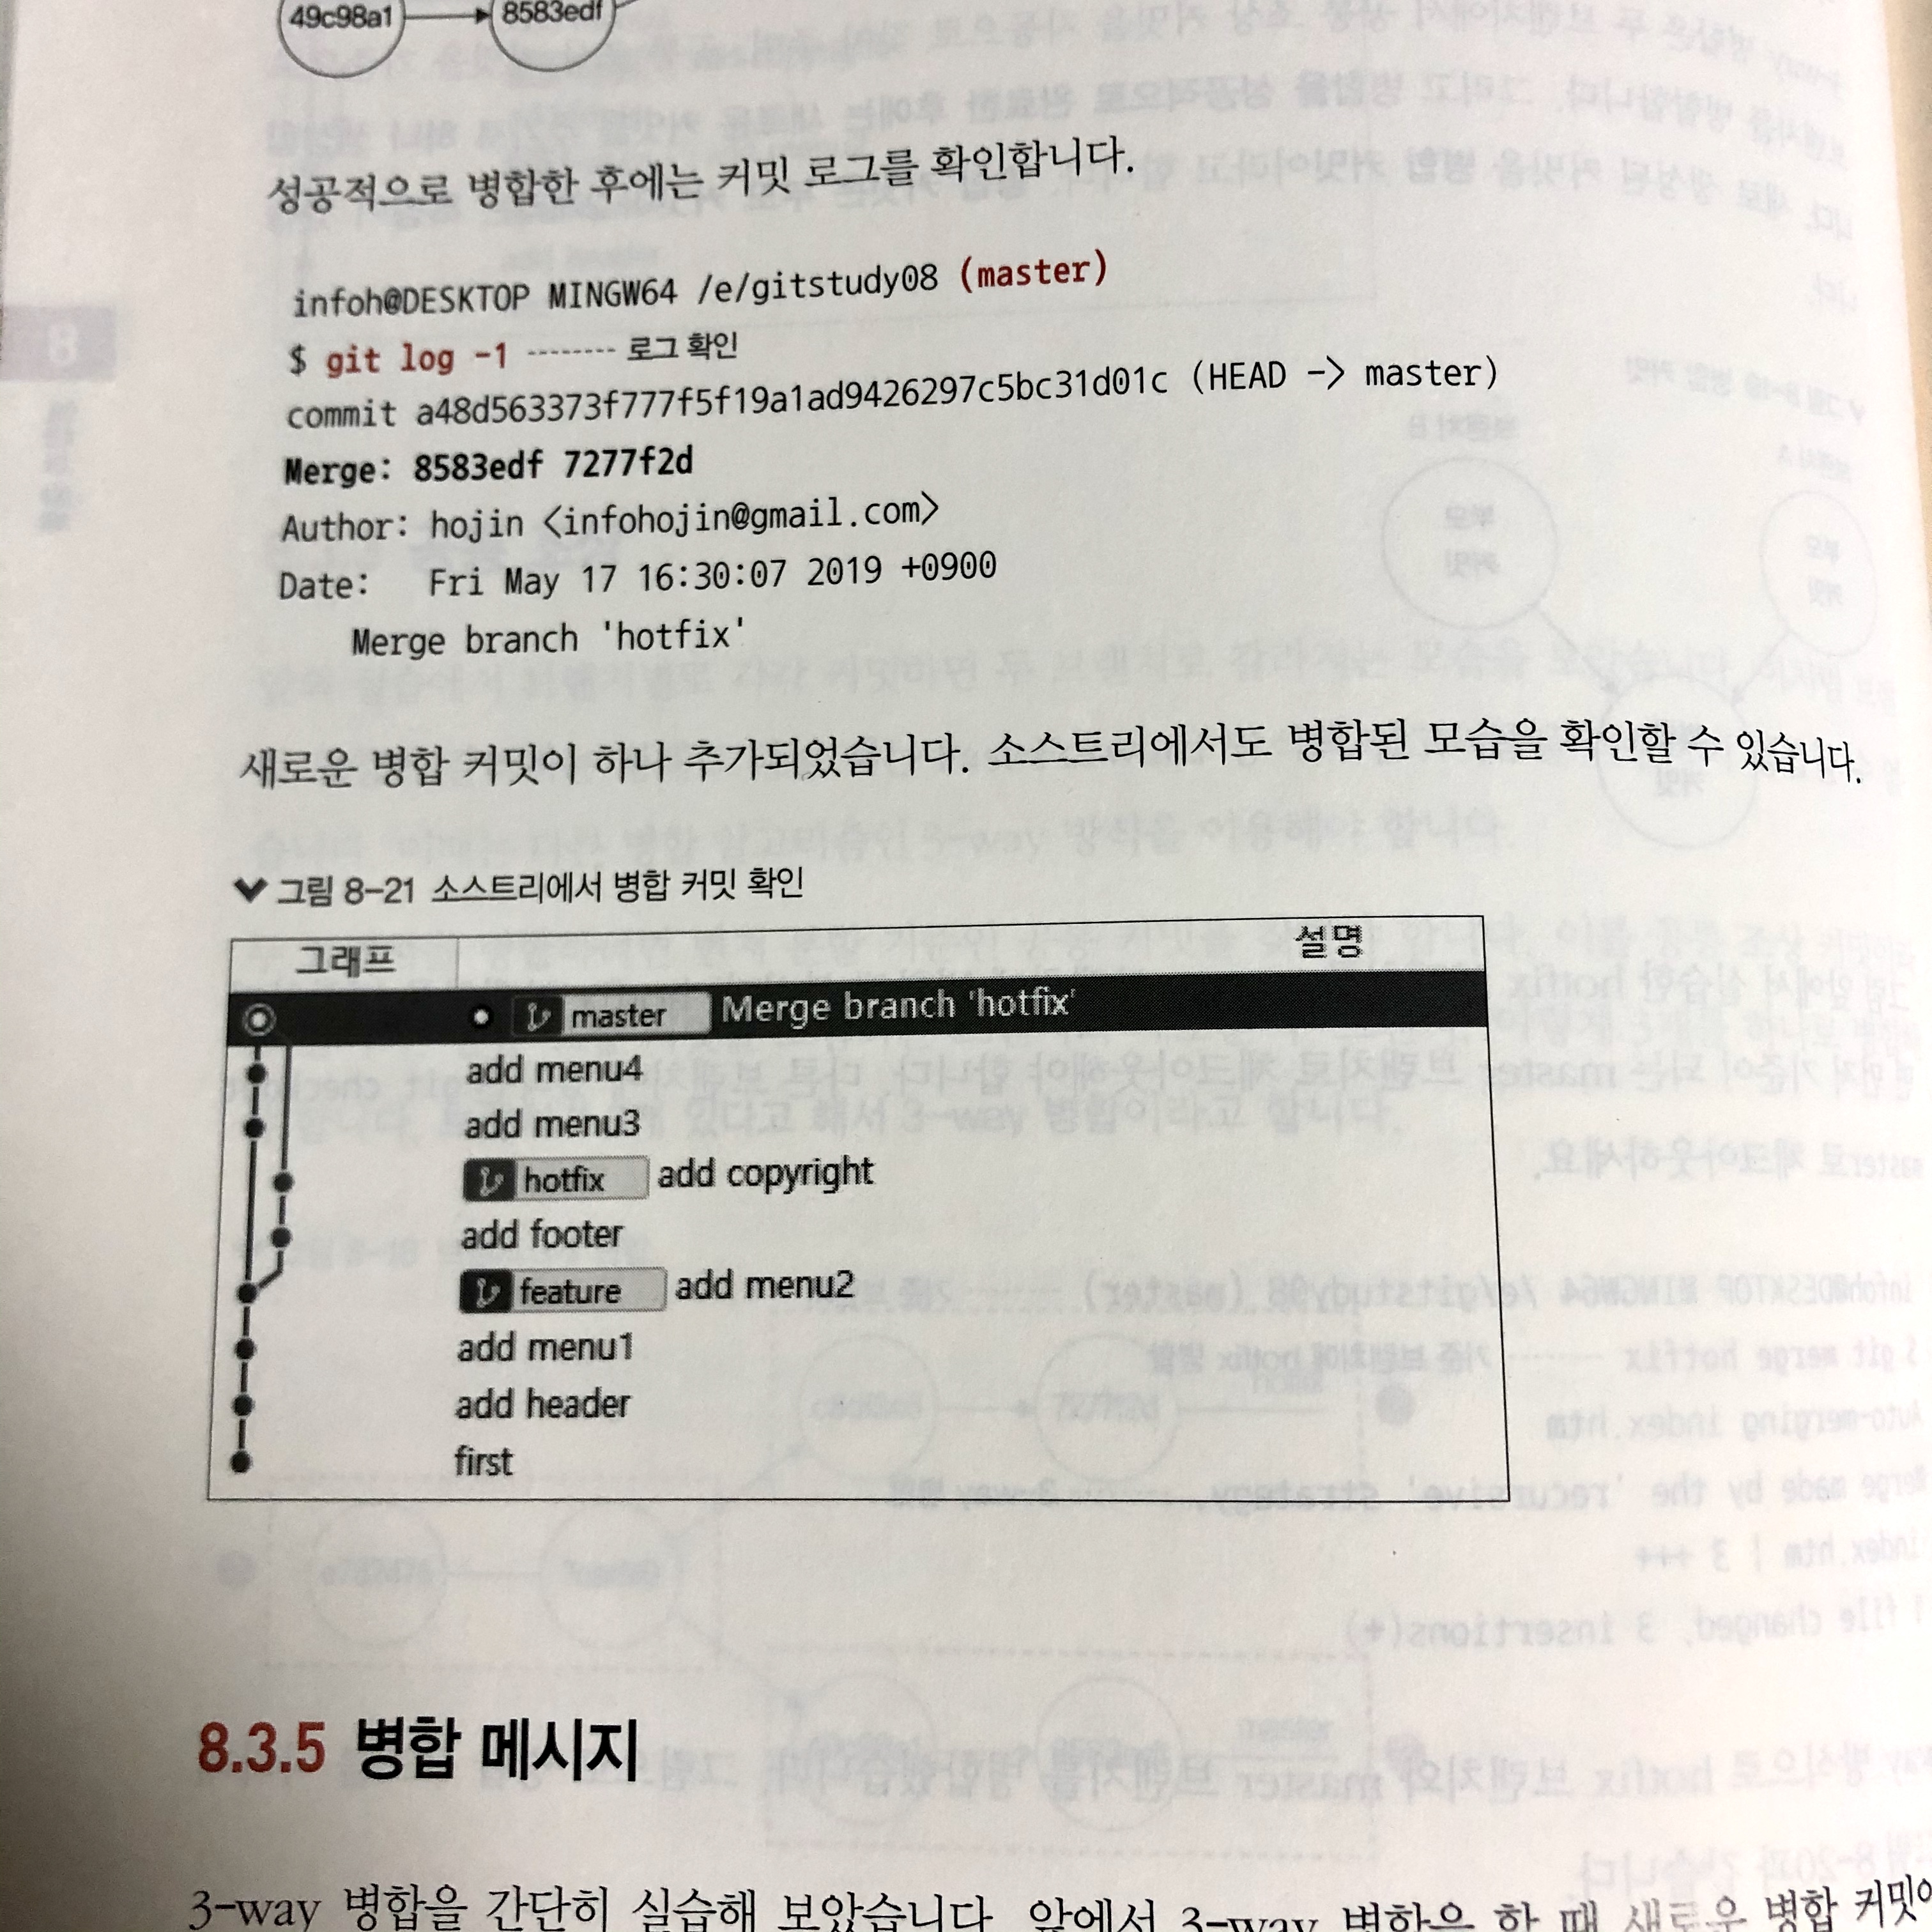 49c98a1 8583edf
성공적으로 병합한 후에는 커밋 로그를 확인합니다.
infoh@DESKTOP MINGW64 /e/gitstudy08 (master)
$ git log -1 -------- 로그 확인
commit a48d563373f777f5f19a1ad9426297c5bc31d01c (HEAD -> master)
Merge: 8583edf 7277f2d
Author: hojin <infohojin@gmail.com>
Date:   Fri May 17 16:30:07 2019 +0900
Merge branch 'hotfix'
8
새로운 병합 커밋이 하나 추가되었습니다. 소스트리에서도 병합된 모습을 확인할 수 있습니다.
그림 8-21 소스트리에서 병합 커밋 확인
그래프 설명
master Merge branch 'hotfix'
add menu4
add menu3
hotfix add copyright
add footer
feature add menu2
add menu1
add header
first
8.3.5 병합 메시지
3-way 병합을 간단히 실습해 보았습니다. 앞에서 3-way 병합을 할 때 새로운 병합